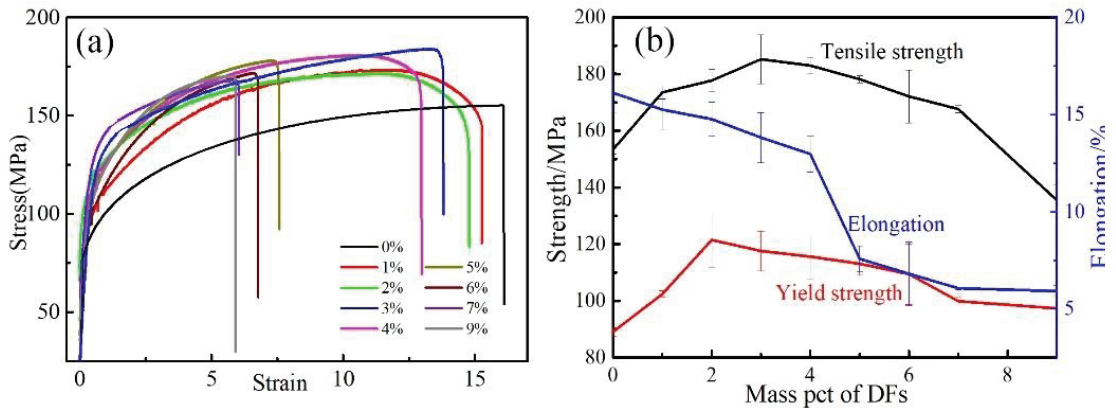 (a)
200
150
100
50
Stress(MPa)
0% 5%
1% 6%
2% 7%
3% 9%
4%
0 5 10 15
Strain
(b)
200
180
160
140
120
100
80
Strength/MPa
Tensile strength
Elongation
Yield strength
20
15
10
5
Elongation/%
0 2 4 6 8
Mass pct of DFs